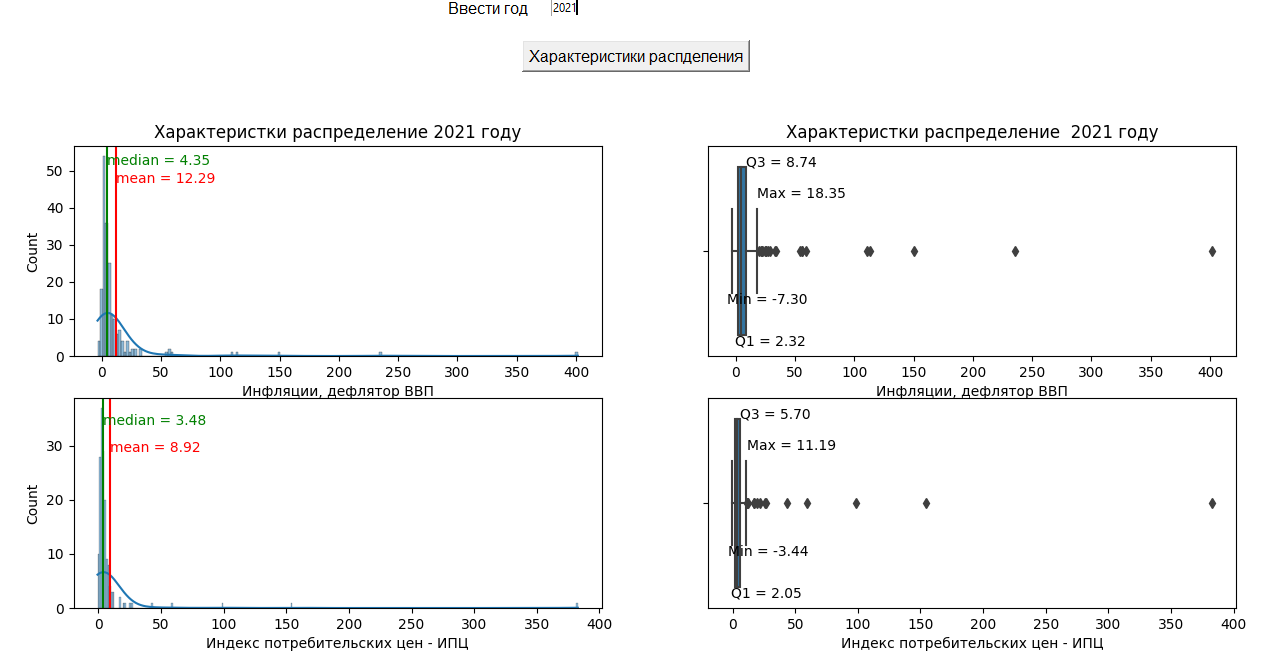 Ввести год 2021
Характеристики распделения
Характеристки распределение 2021 году
median = 4.35
mean = 12.29
Count
50
40
30
20
10
0
0 50 100 150 200 250 300 350 400
Инфляции, дефлятор ВВП
Характеристки распределение 2021 году
Q3 = 8.74
Max = 18.35
Min = -7.30
Q1 = 2.32
0 50 100 150 200 250 300 350 400
Инфляции, дефлятор ВВП
median = 3.48
mean = 8.92
Count
30
20
10
0
0 50 100 150 200 250 300 350 400
Индекс потребительских цен - ИПЦ
Q3 = 5.70
Max = 11.19
Min = -3.44
Q1 = 2.05
0 50 100 150 200 250 300 350 400
Индекс потребительских цен - ИПЦ